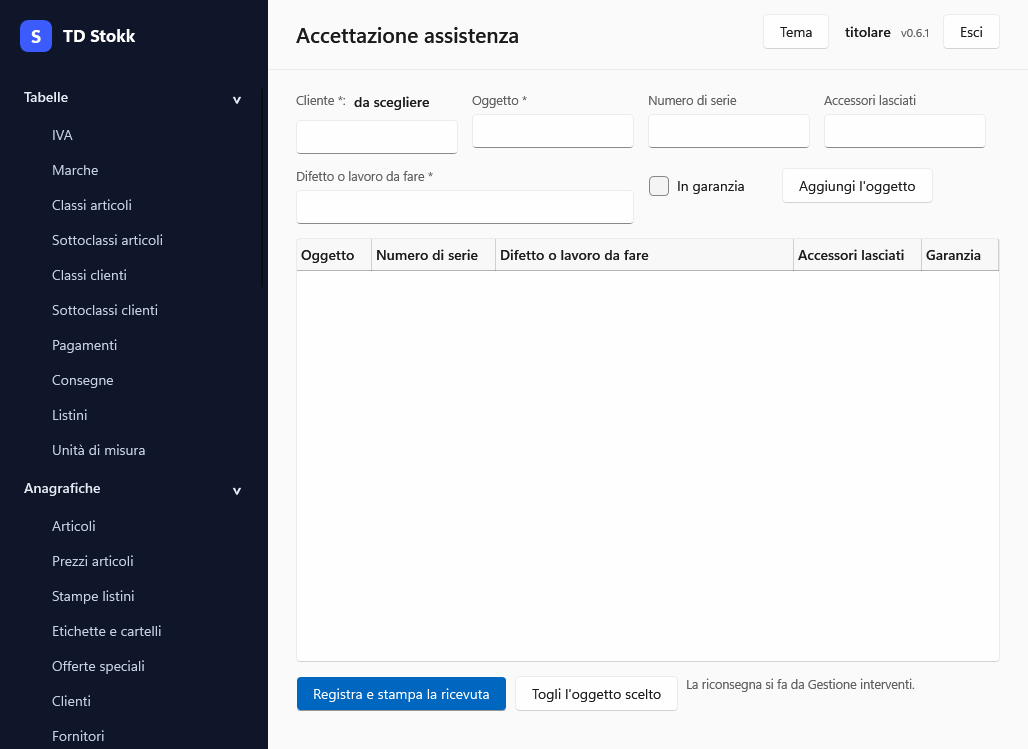 S TD Stokk
Tabelle v
IVA
Marche
Classi articoli
Sottoclassi articoli
Classi clienti
Sottoclassi clienti
Pagamenti
Consegne
Listini
Unità di misura
Anagrafiche v
Articoli
Prezzi articoli
Stampe listini
Etichette e cartelli
Offerte speciali
Clienti
Fornitori
Accettazione assistenza Tema titolare v0.6.1 Esci
Cliente *: da scegliere Oggetto * Numero di serie Accessori lasciati
Difetto o lavoro da fare * In garanzia Aggiungi l'oggetto
Oggetto Numero di serie Difetto o lavoro da fare Accessori lasciati Garanzia
Registra e stampa la ricevuta Togli l'oggetto scelto La riconsegna si fa da Gestione interventi.